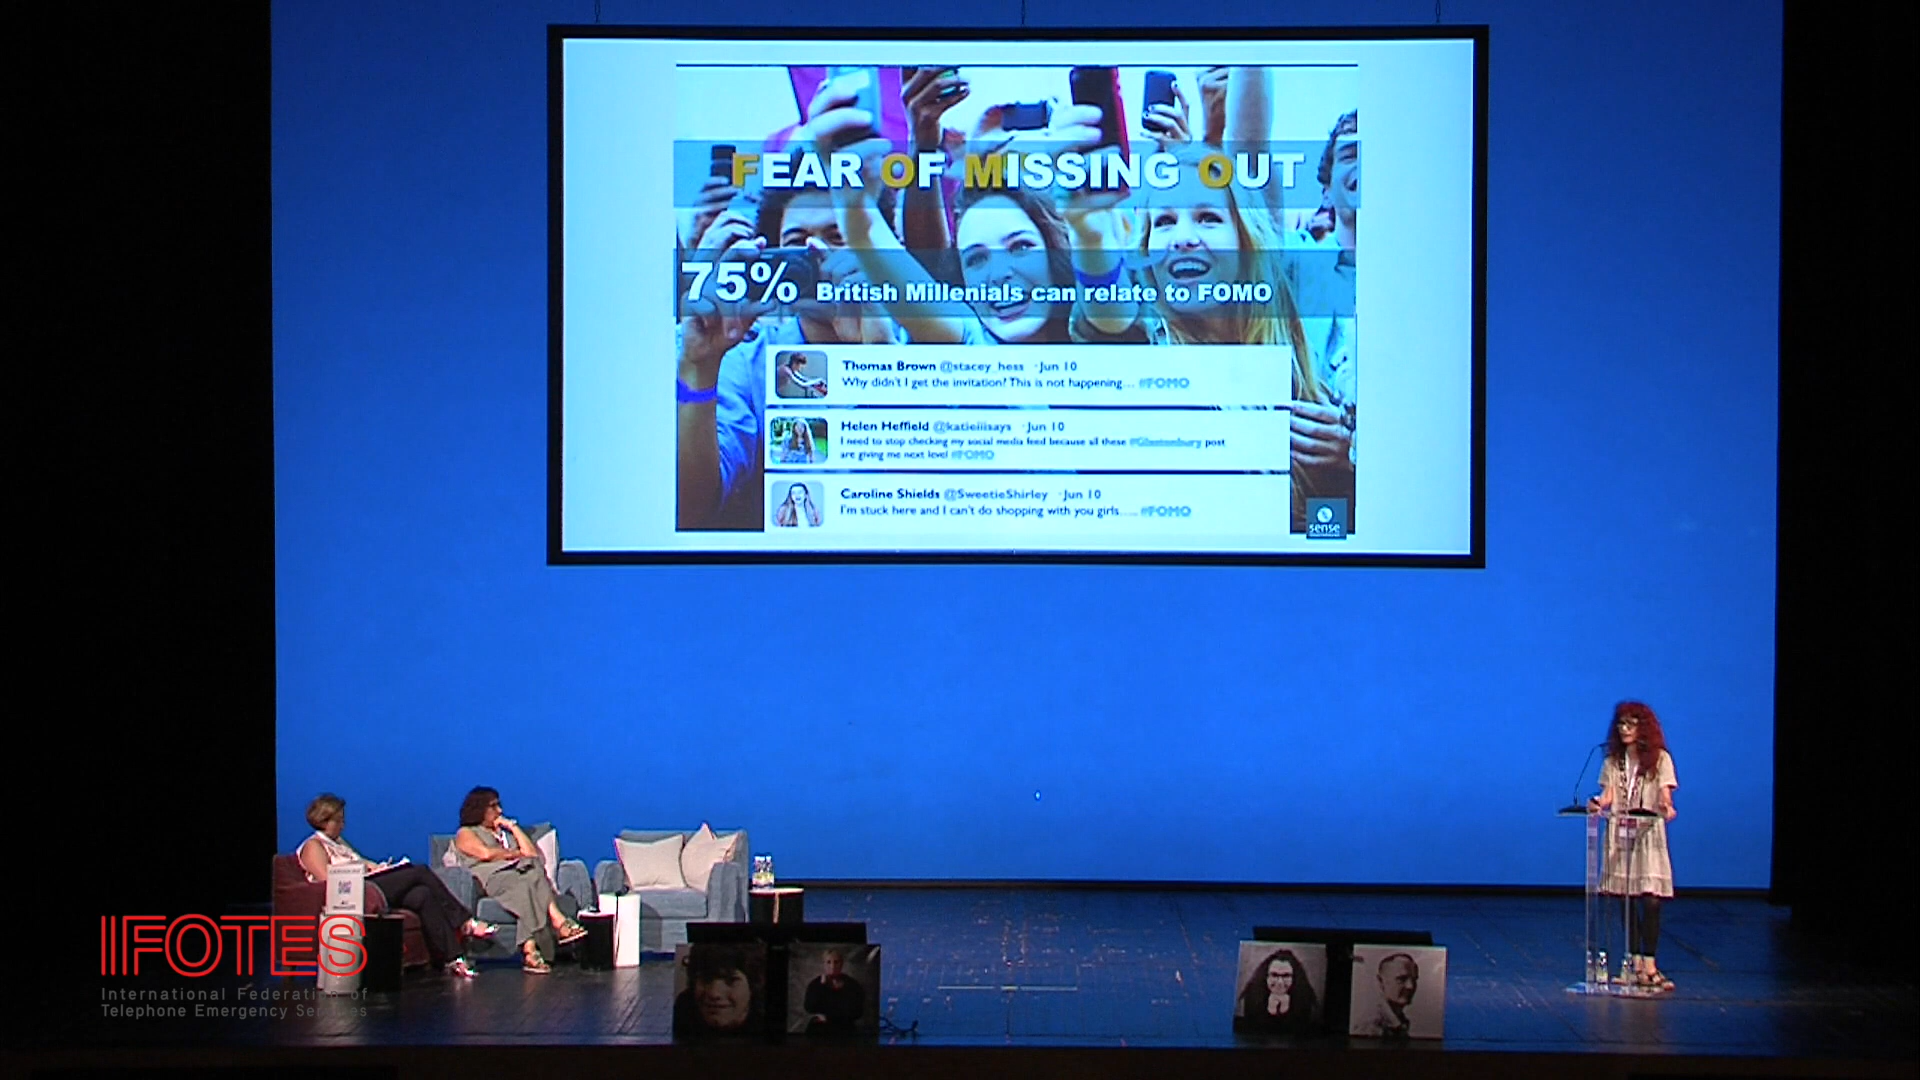 FEAR OF MISSING OUT
75% British Millenials can relate to FOMO
Thomas Brown @stacey_hess · Jun 10
Why didn't I get the invitation? This is not happening... #FOMO
Helen Heffield @katieiiisays · Jun 10
I need to stop checking my social media feed because all these #Glastonbury post
are giving me next level #FOMO
Caroline Shields @SweetieShirley · Jun 10
I'm stuck here and I can't do shopping with you girls..... #FOMO
sense
IFOTES
International Federation of
Telephone Emergency Services